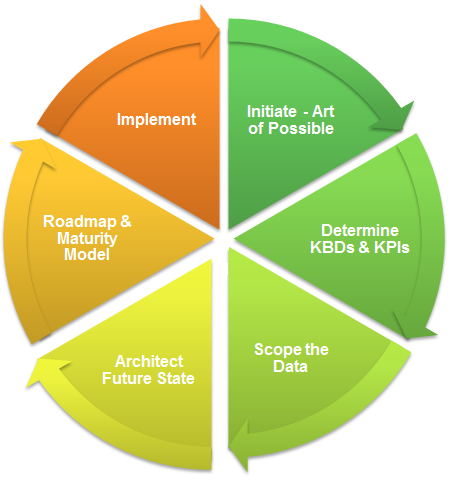 Initiate - Art
of Possible
Determine
KBDs & KPIs
Scope the
Data
Architect
Future State
Roadmap &
Maturity
Model
Implement